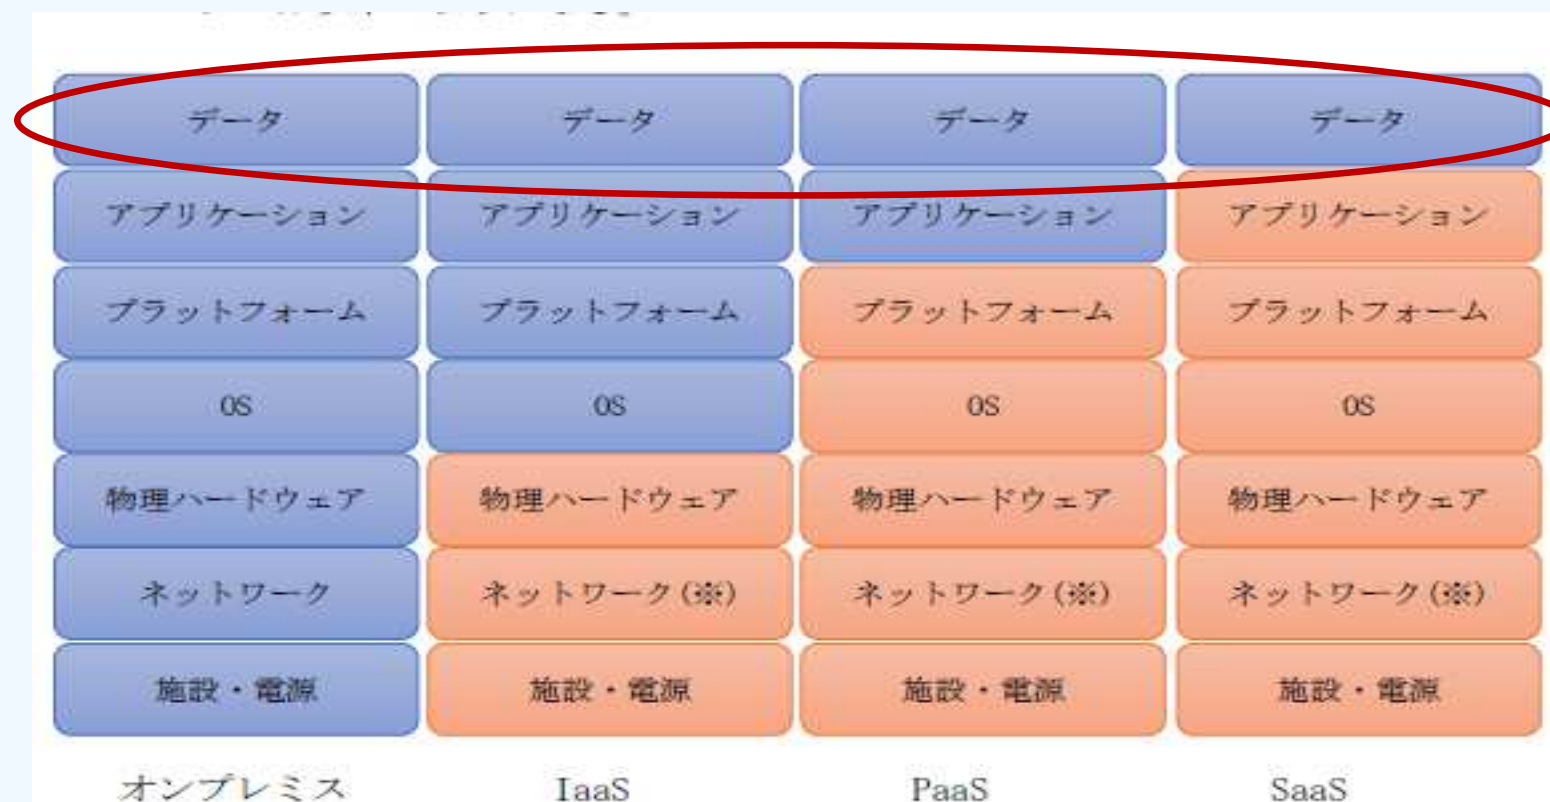 データ データ データ データ
アプリケーション アプリケーション アプリケーション アプリケーション
プラットフォーム プラットフォーム プラットフォーム プラットフォーム
OS OS OS OS
物理ハードウェア 物理ハードウェア 物理ハードウェア 物理ハードウェア
ネットワーク ネットワーク(※) ネットワーク(※) ネットワーク(※)
施設・電源 施設・電源 施設・電源 施設・電源
オンプレミス IaaS PaaS SaaS